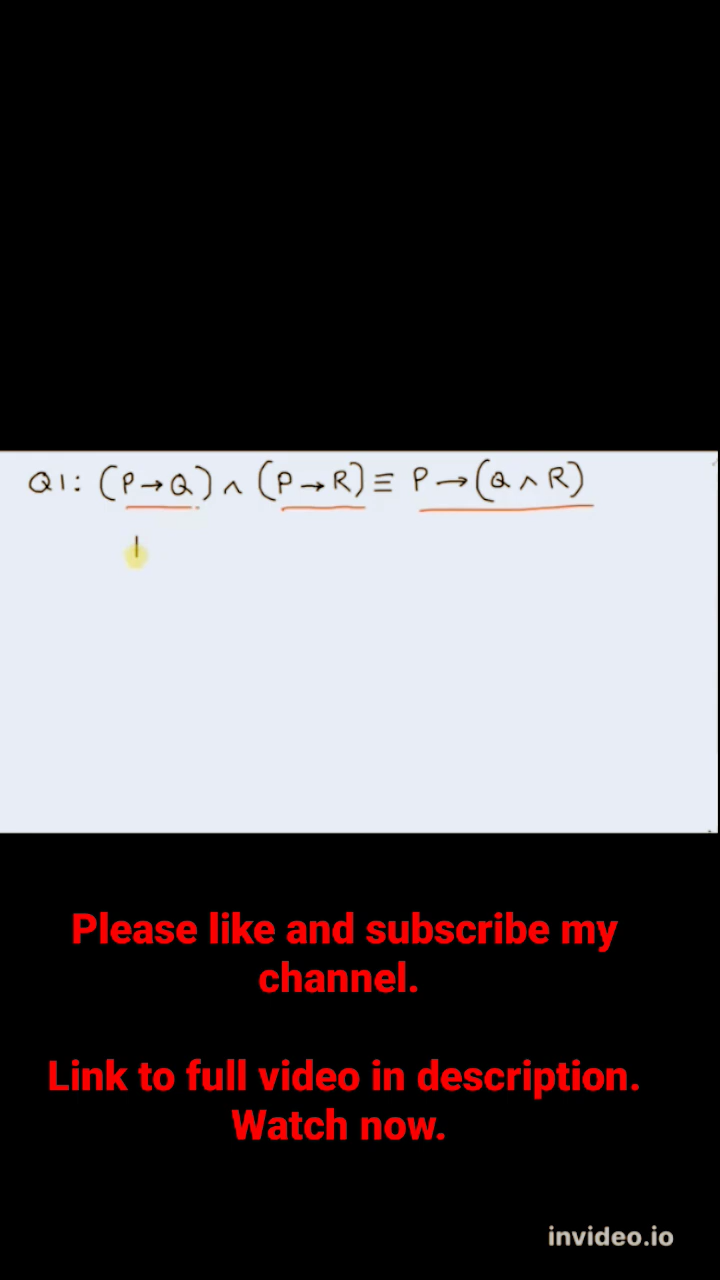 Q1: (P→Q) ∧ (P→R) ≡ P→(Q∧R)
Please like and subscribe my
channel.
Link to full video in description.
Watch now.
invideo.io